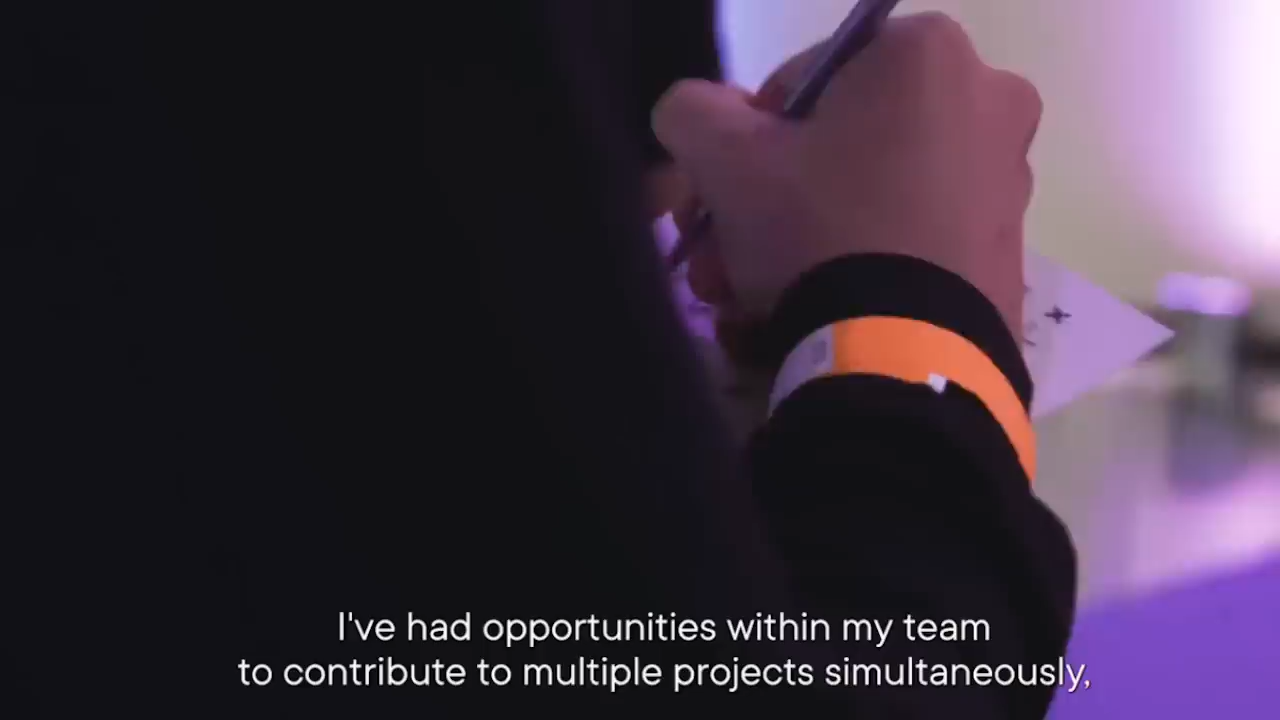 I've had opportunities within my team
to contribute to multiple projects simultaneously,